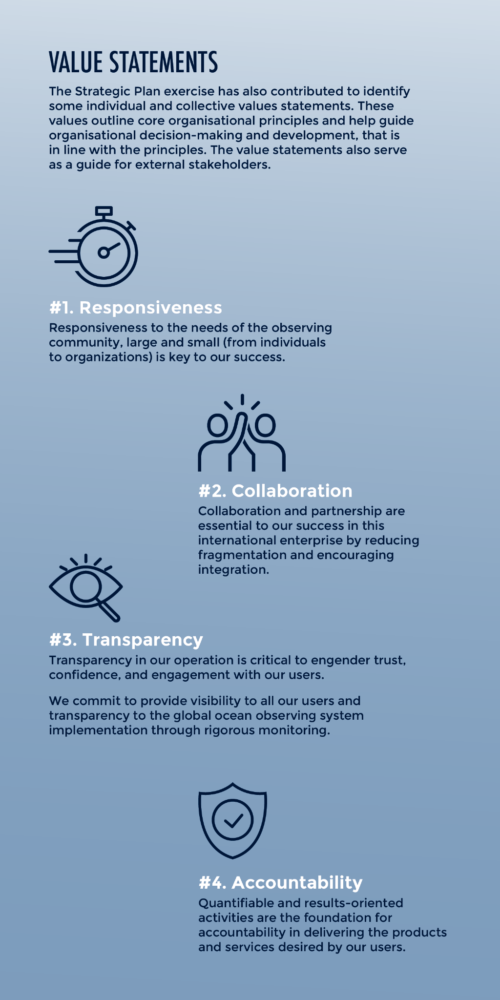 VALUE STATEMENTS
The Strategic Plan exercise has also contributed to identify
some individual and collective values statements. These
values outline core organisational principles and help guide
organisational decision-making and development, that is
in line with the principles. The value statements also serve
as a guide for external stakeholders.
#1. Responsiveness
Responsiveness to the needs of the observing
community, large and small (from individuals
to organizations) is key to our success.
#2. Collaboration
Collaboration and partnership are
essential to our success in this
international enterprise by reducing
fragmentation and encouraging
integration.
#3. Transparency
Transparency in our operation is critical to engender trust,
confidence, and engagement with our users.
We commit to provide visibility to all our users and
transparency to the global ocean observing system
implementation through rigorous monitoring.
#4. Accountability
Quantifiable and results-oriented
activities are the foundation for
accountability in delivering the products
and services desired by our users.